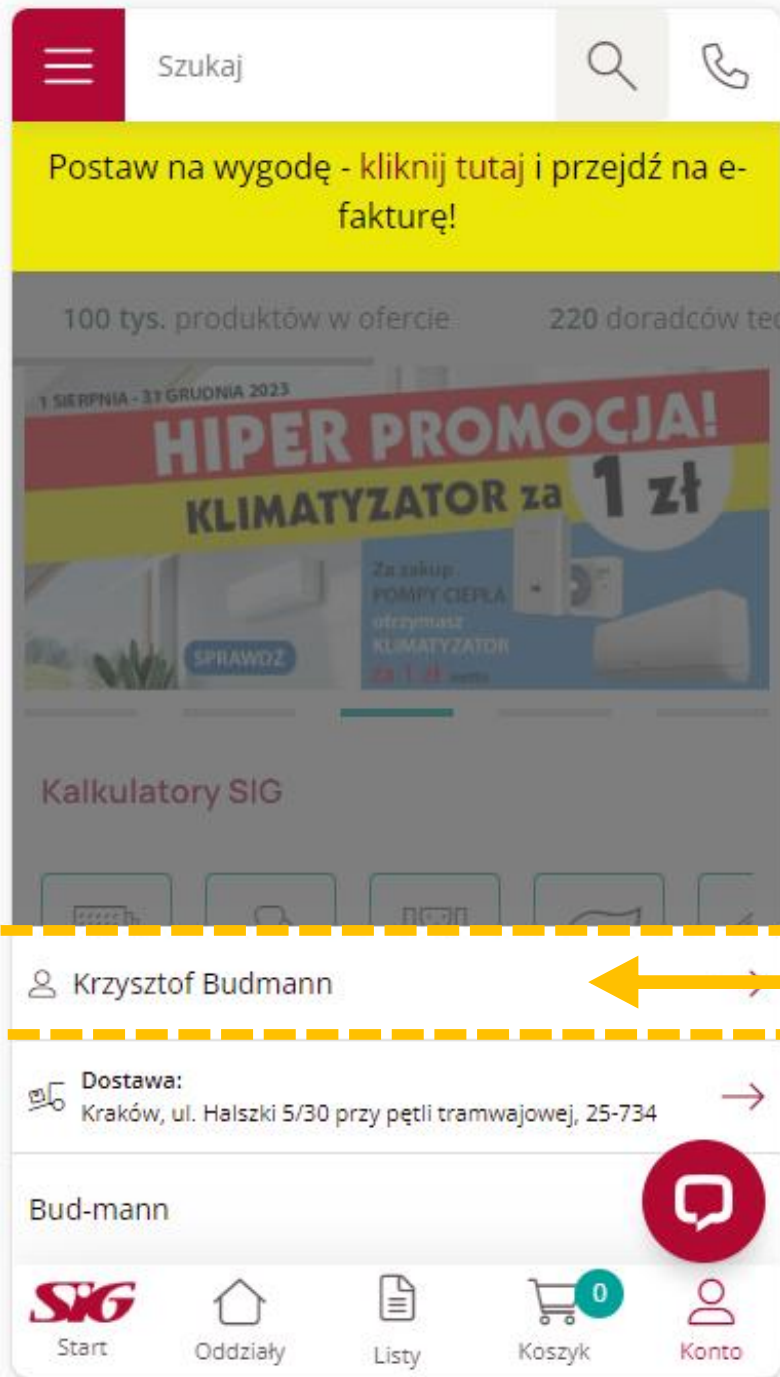 Szukaj
Postaw na wygodę - kliknij tutaj i przejdź na e-
fakturę!
100 tys. produktów w ofercie 220 doradców tec
1 SIERPNIA - 31 GRUDNIA 2023
HIPER PROMOCJA!
KLIMATYZATOR za 1 zł
Za zakup
POMPY CIEPŁA
otrzymasz
KLIMATYZATOR
za 1 zł netto
SPRAWDŹ
Kalkulatory SIG
Krzysztof Budmann
Dostawa:
Kraków, ul. Halszki 5/30 przy pętli tramwajowej, 25-734
Bud-mann
SIG
0
Start Oddziały Listy Koszyk Konto